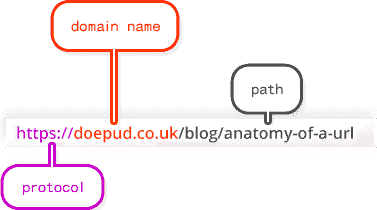 domain name
path
https://doepud.co.uk/blog/anatomy-of-a-url
protocol